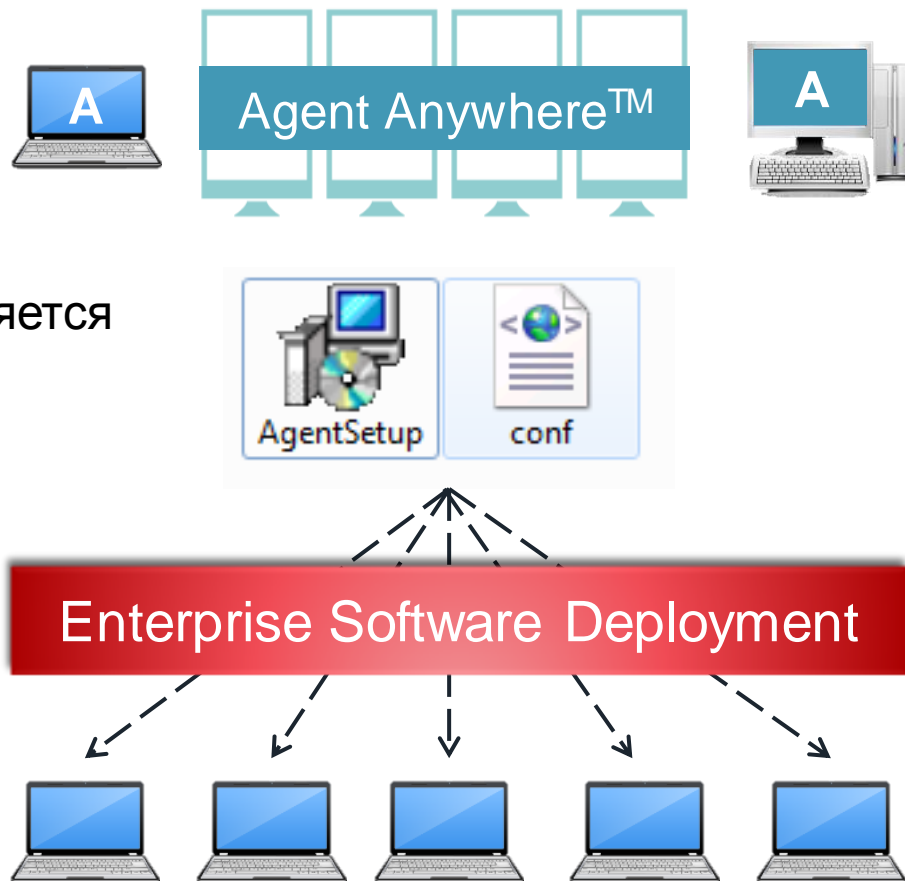 A
Agent Anywhere™
A
яется
AgentSetup
conf
Enterprise Software Deployment